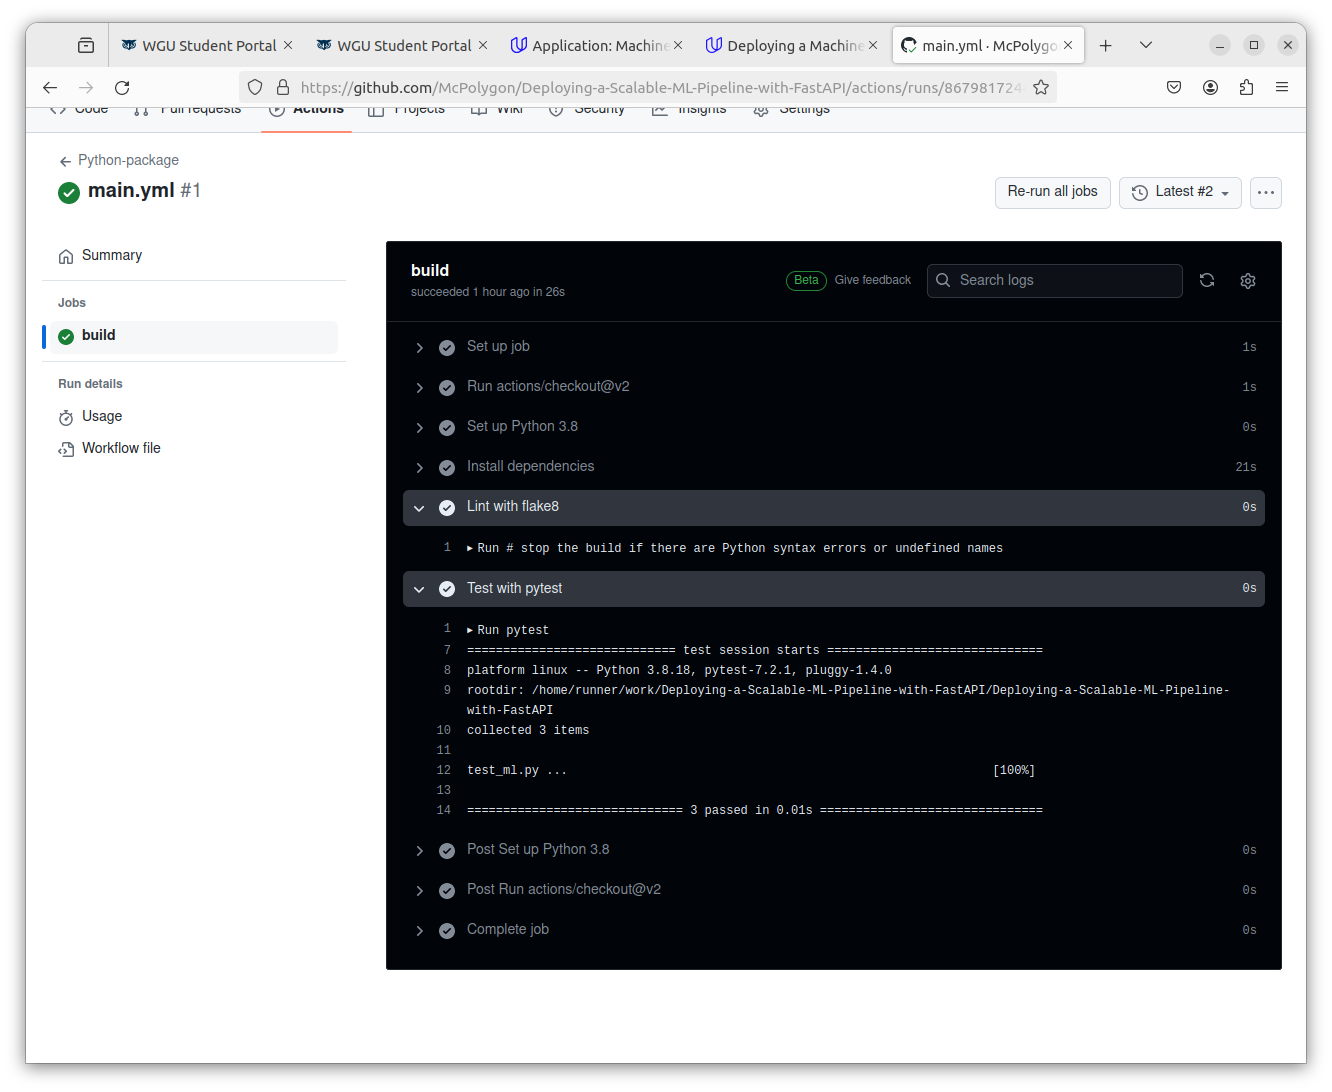 WGU Student Portal
WGU Student Portal
Application: Machine
Deploying a Machine
main.yml · McPolygo
https://github.com/McPolygon/Deploying-a-Scalable-ML-Pipeline-with-FastAPI/actions/runs/867981724
Code
Pull requests
Actions
Projects
Wiki
Security
Insights
Settings
Python-package
main.yml #1
Re-run all jobs
Latest #2
Summary
Jobs
build
Run details
Usage
Workflow file
build
succeeded 1 hour ago in 26s
Beta
Give feedback
Search logs
Set up job 1s
Run actions/checkout@v2 1s
Set up Python 3.8 0s
Install dependencies 21s
Lint with flake8 0s
1 Run # stop the build if there are Python syntax errors or undefined names
Test with pytest 0s
1 Run pytest
7 ============================= test session starts ==============================
8 platform linux -- Python 3.8.18, pytest-7.2.1, pluggy-1.4.0
9 rootdir: /home/runner/work/Deploying-a-Scalable-ML-Pipeline-with-FastAPI/Deploying-a-Scalable-ML-Pipeline-
with-FastAPI
10 collected 3 items
11
12 test_ml.py ... [100%]
13
14 ============================== 3 passed in 0.01s ===============================
Post Set up Python 3.8 0s
Post Run actions/checkout@v2 0s
Complete job 0s